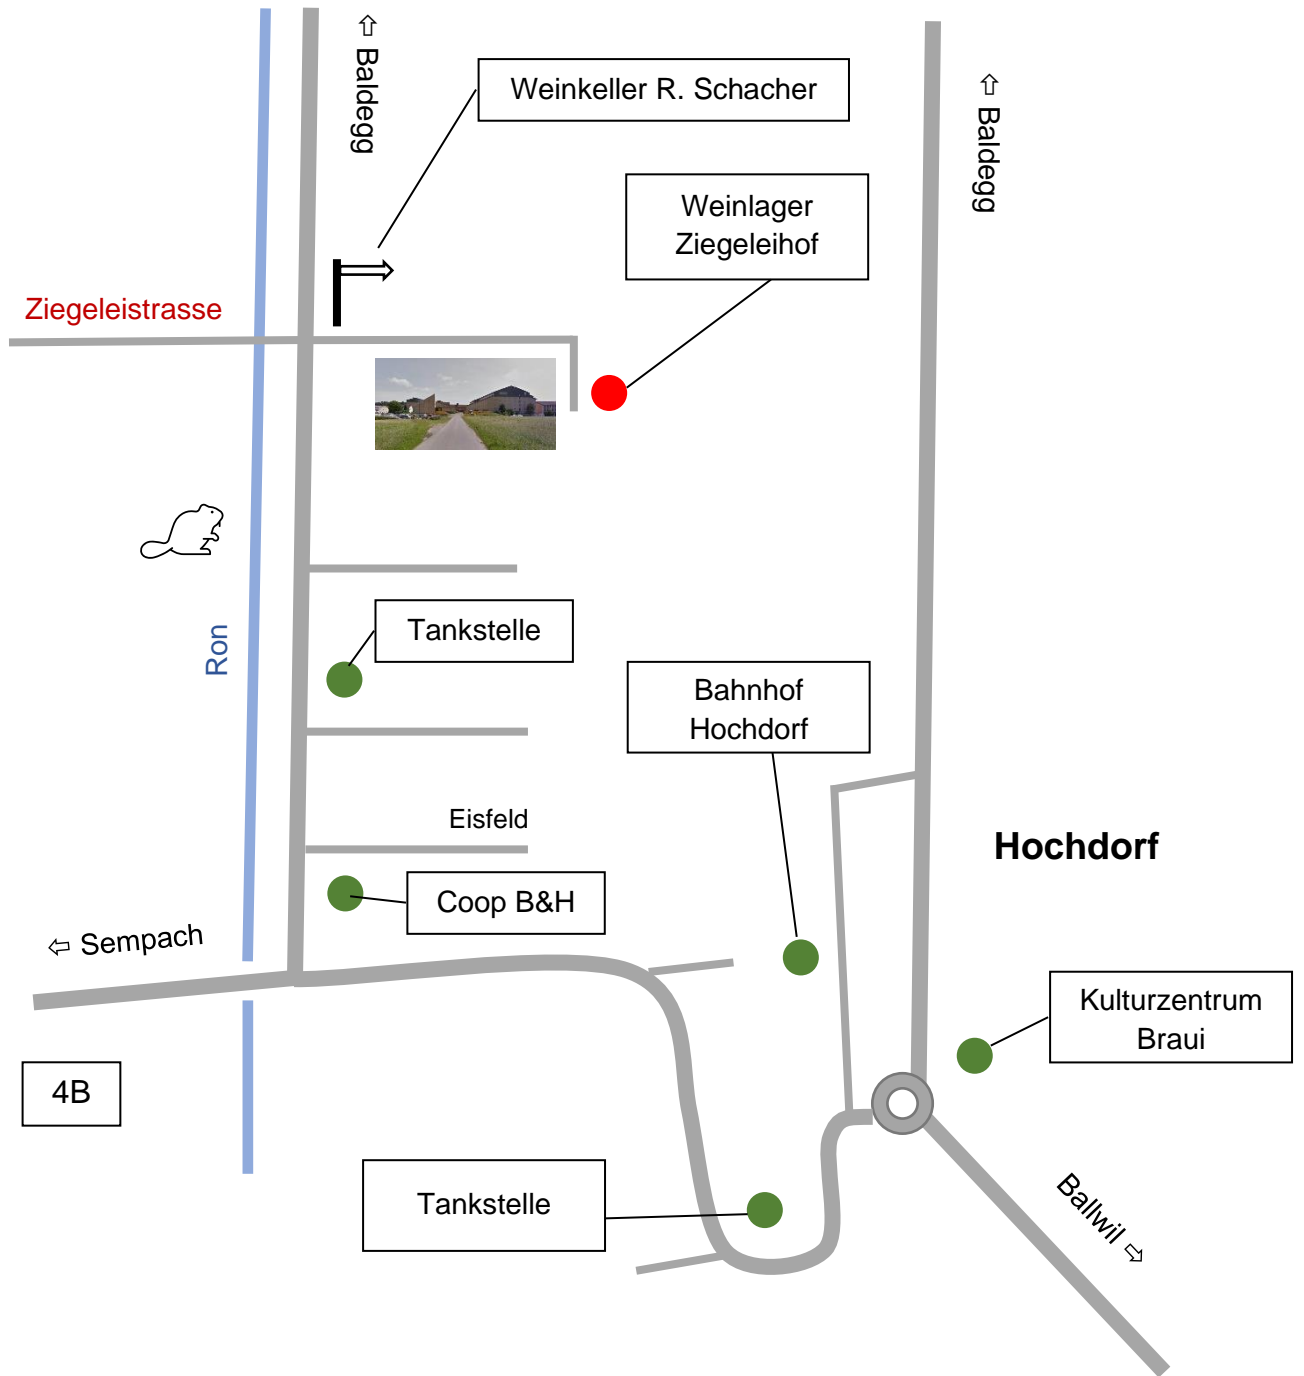 ⇧ Baldegg
Weinkeller R. Schacher
⇧ Baldegg
Weinlager
Ziegeleihof
Ziegeleistrasse
Ron
Tankstelle
Bahnhof
Hochdorf
Eisfeld
Hochdorf
Coop B&H
⇦ Sempach
Kulturzentrum
Braui
4B
Tankstelle
Ballwil ⇨